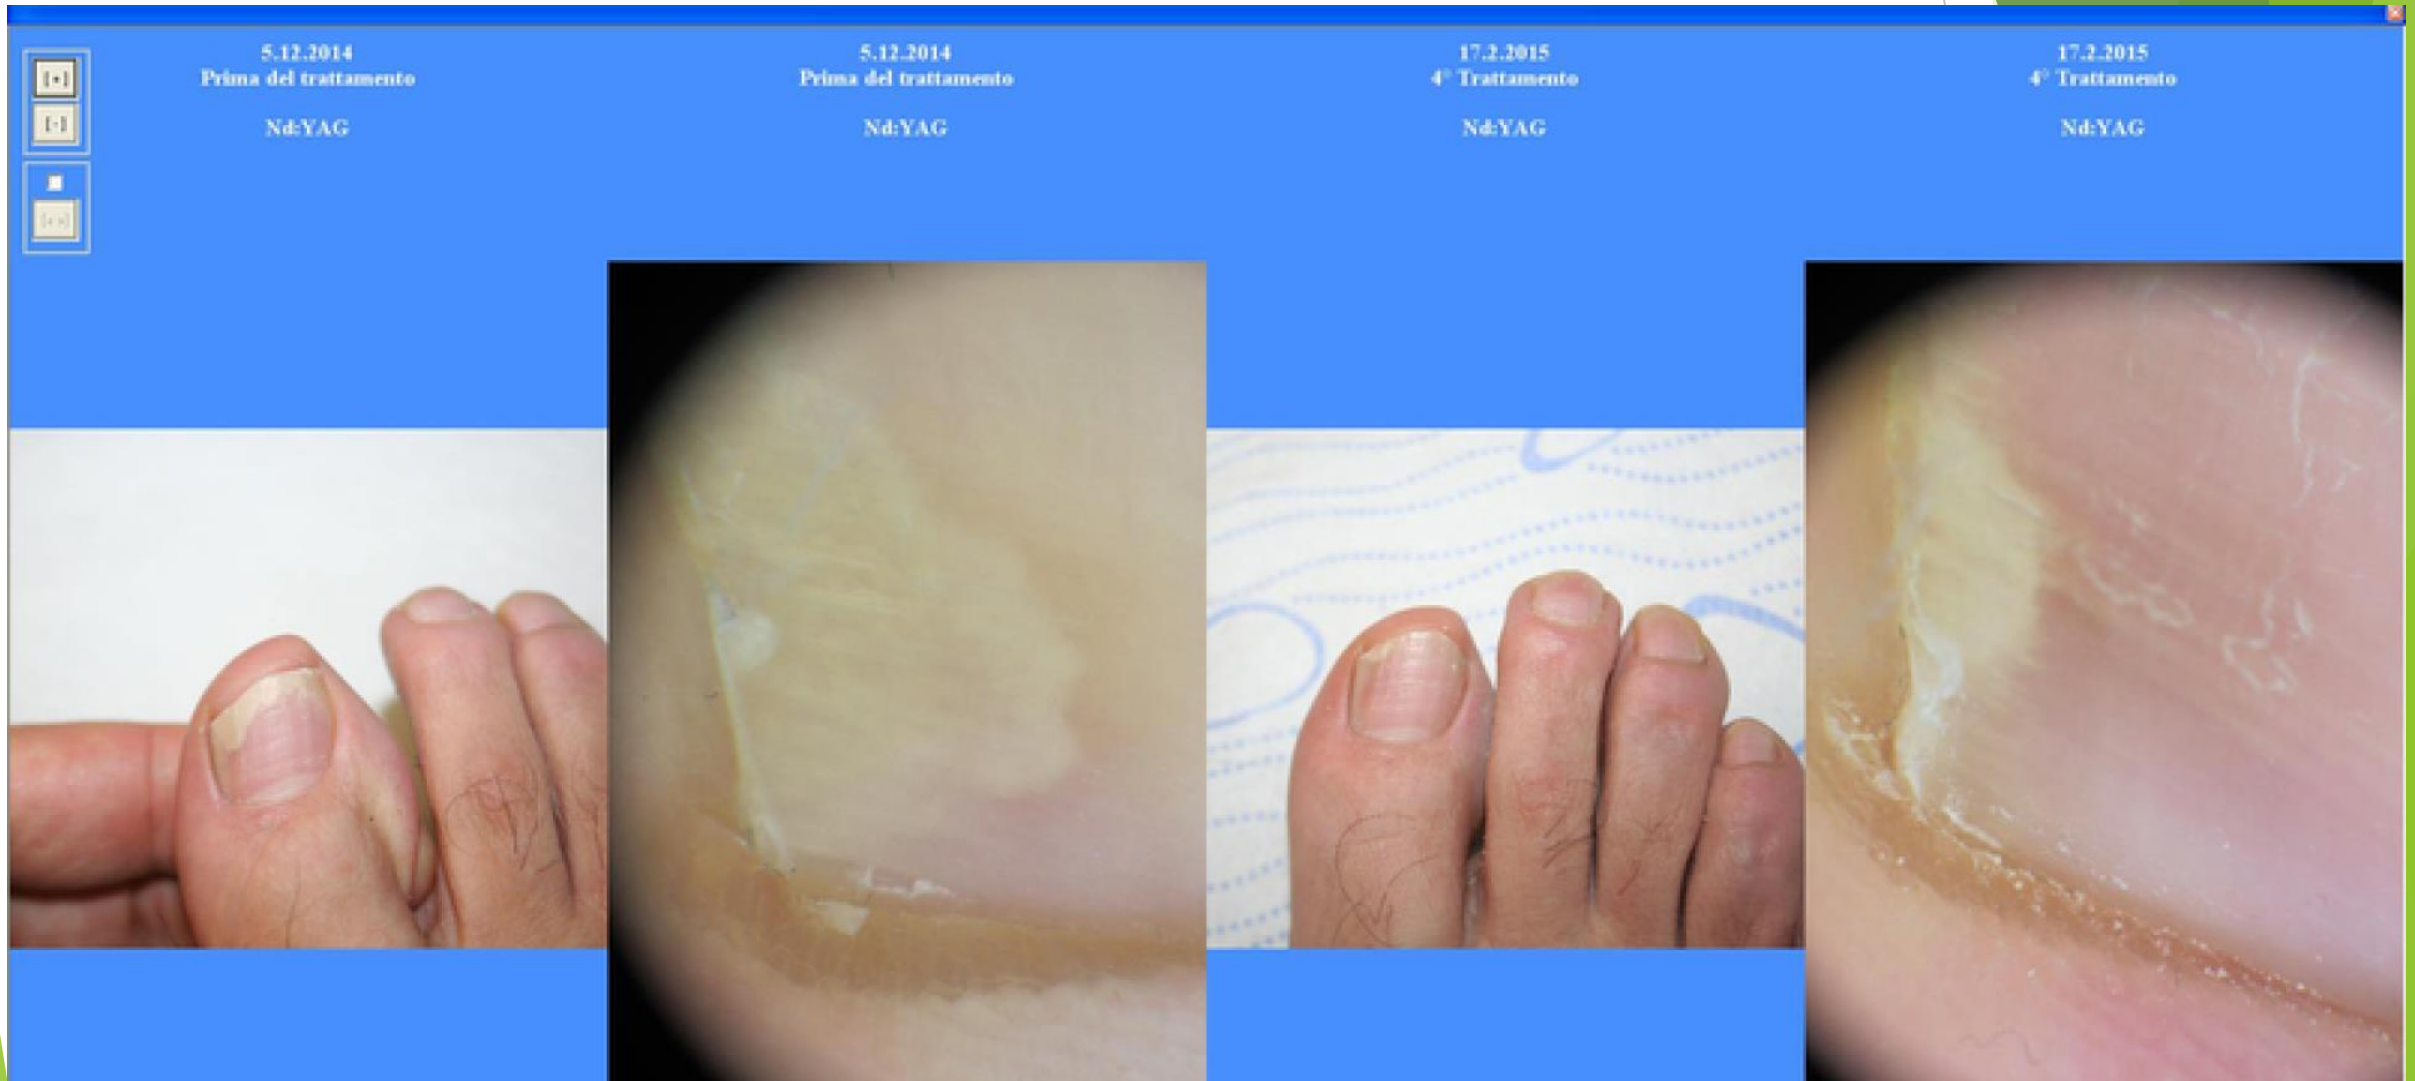 5.12.2014
Prima del trattamento
Nd:YAG
5.12.2014
Prima del trattamento
Nd:YAG
17.2.2015
4° Trattamento
Nd:YAG
17.2.2015
4° Trattamento
Nd:YAG
[+]
[-]